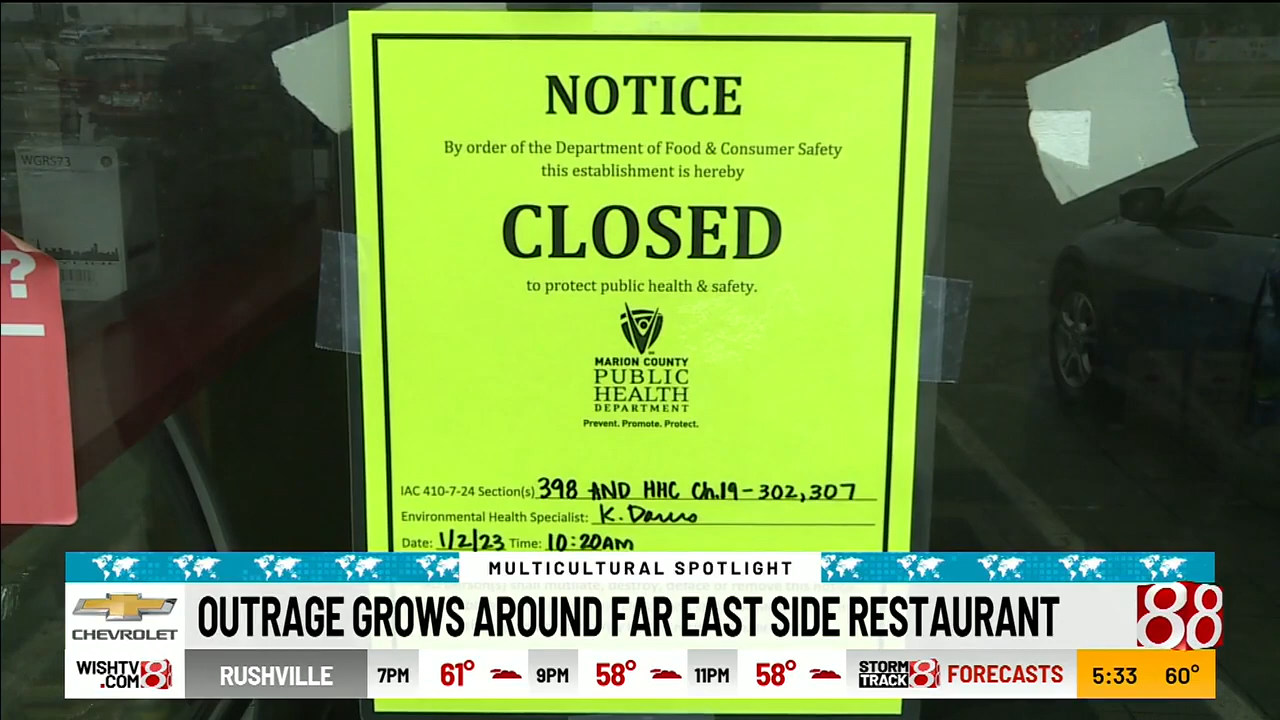 NOTICE
By order of the Department of Food & Consumer Safety
this establishment is hereby
CLOSED
to protect public health & safety.
WGRS73
?
MARION COUNTY
PUBLIC
HEALTH
DEPARTMENT
Prevent. Promote. Protect.
IAC 410-7-24 Section(s) 398 AND HHC Ch.19-302,307
Environmental Health Specialist: K.
Date: 1/2/23 Time: 10:20AM
MULTICULTURAL SPOTLIGHT
CHEVROLET
OUTRAGE GROWS AROUND FAR EAST SIDE RESTAURANT
88
WISHTV.COM 8 RUSHVILLE 7PM 61° 9PM 58° 11PM 58° STORM TRACK 8 FORECASTS 5:33 60°